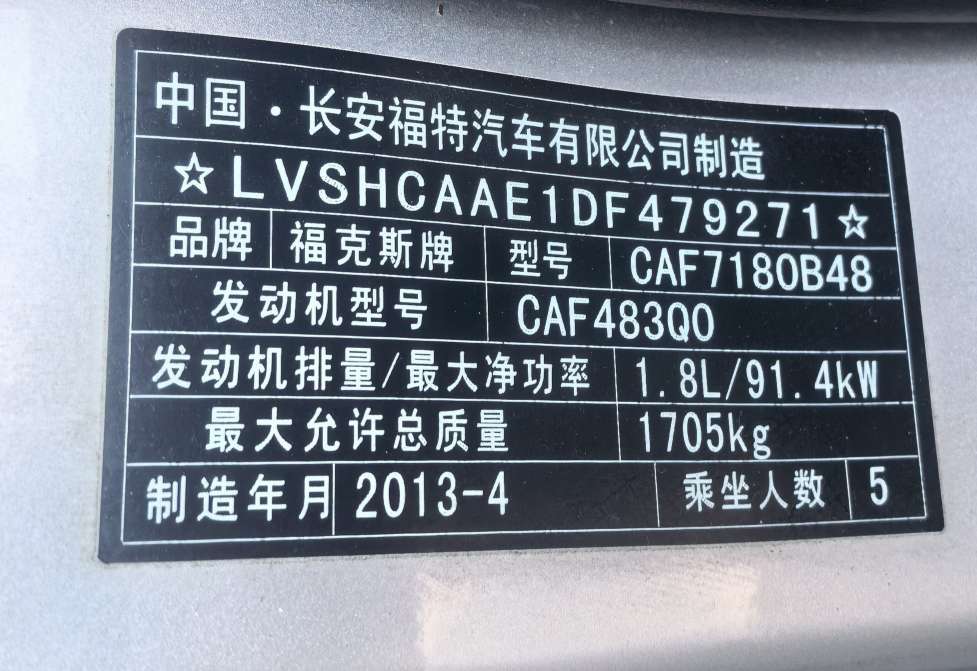 中国·长安福特汽车有限公司制造
☆LVSHCAAE1DF479271☆
品牌 福克斯牌 型号 CAF7180B48
发动机型号 CAF483Q0
发动机排量/最大净功率 1.8L/91.4kW
最大允许总质量 1705kg
制造年月 2013-4 乘坐人数 5